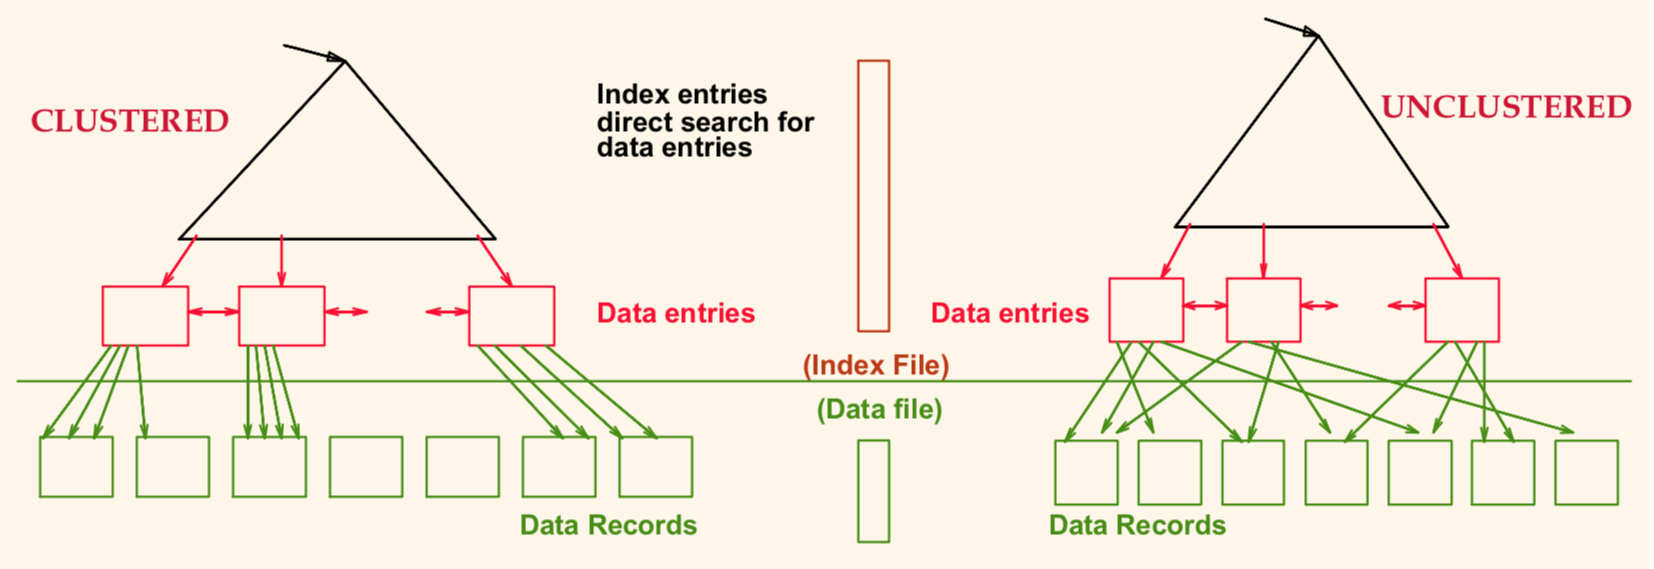 CLUSTERED
Index entries
direct search for
data entries
UNCLUSTERED
Data entries
Data entries
(Index File)
(Data file)
Data Records
Data Records